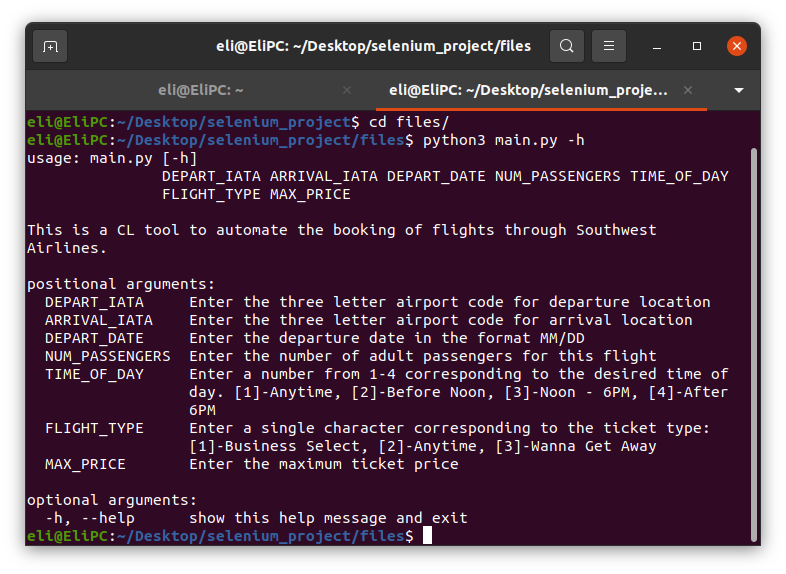 eli@EliPC: ~/Desktop/selenium_project/files
eli@EliPC: ~
eli@EliPC: ~/Desktop/selenium_proje...
eli@EliPC:~/Desktop/selenium_project$ cd files/
eli@EliPC:~/Desktop/selenium_project/files$ python3 main.py -h
usage: main.py [-h]
               DEPART_IATA ARRIVAL_IATA DEPART_DATE NUM_PASSENGERS TIME_OF_DAY
               FLIGHT_TYPE MAX_PRICE
This is a CL tool to automate the booking of flights through Southwest
Airlines.
positional arguments:
  DEPART_IATA     Enter the three letter airport code for departure location
  ARRIVAL_IATA    Enter the three letter airport code for arrival location
  DEPART_DATE     Enter the departure date in the format MM/DD
  NUM_PASSENGERS  Enter the number of adult passengers for this flight
  TIME_OF_DAY     Enter a number from 1-4 corresponding to the desired time of
                  day. [1]-Anytime, [2]-Before Noon, [3]-Noon - 6PM, [4]-After
                  6PM
  FLIGHT_TYPE     Enter a single character corresponding to the ticket type:
                  [1]-Business Select, [2]-Anytime, [3]-Wanna Get Away
  MAX_PRICE       Enter the maximum ticket price
optional arguments:
  -h, --help      show this help message and exit
eli@EliPC:~/Desktop/selenium_project/files$